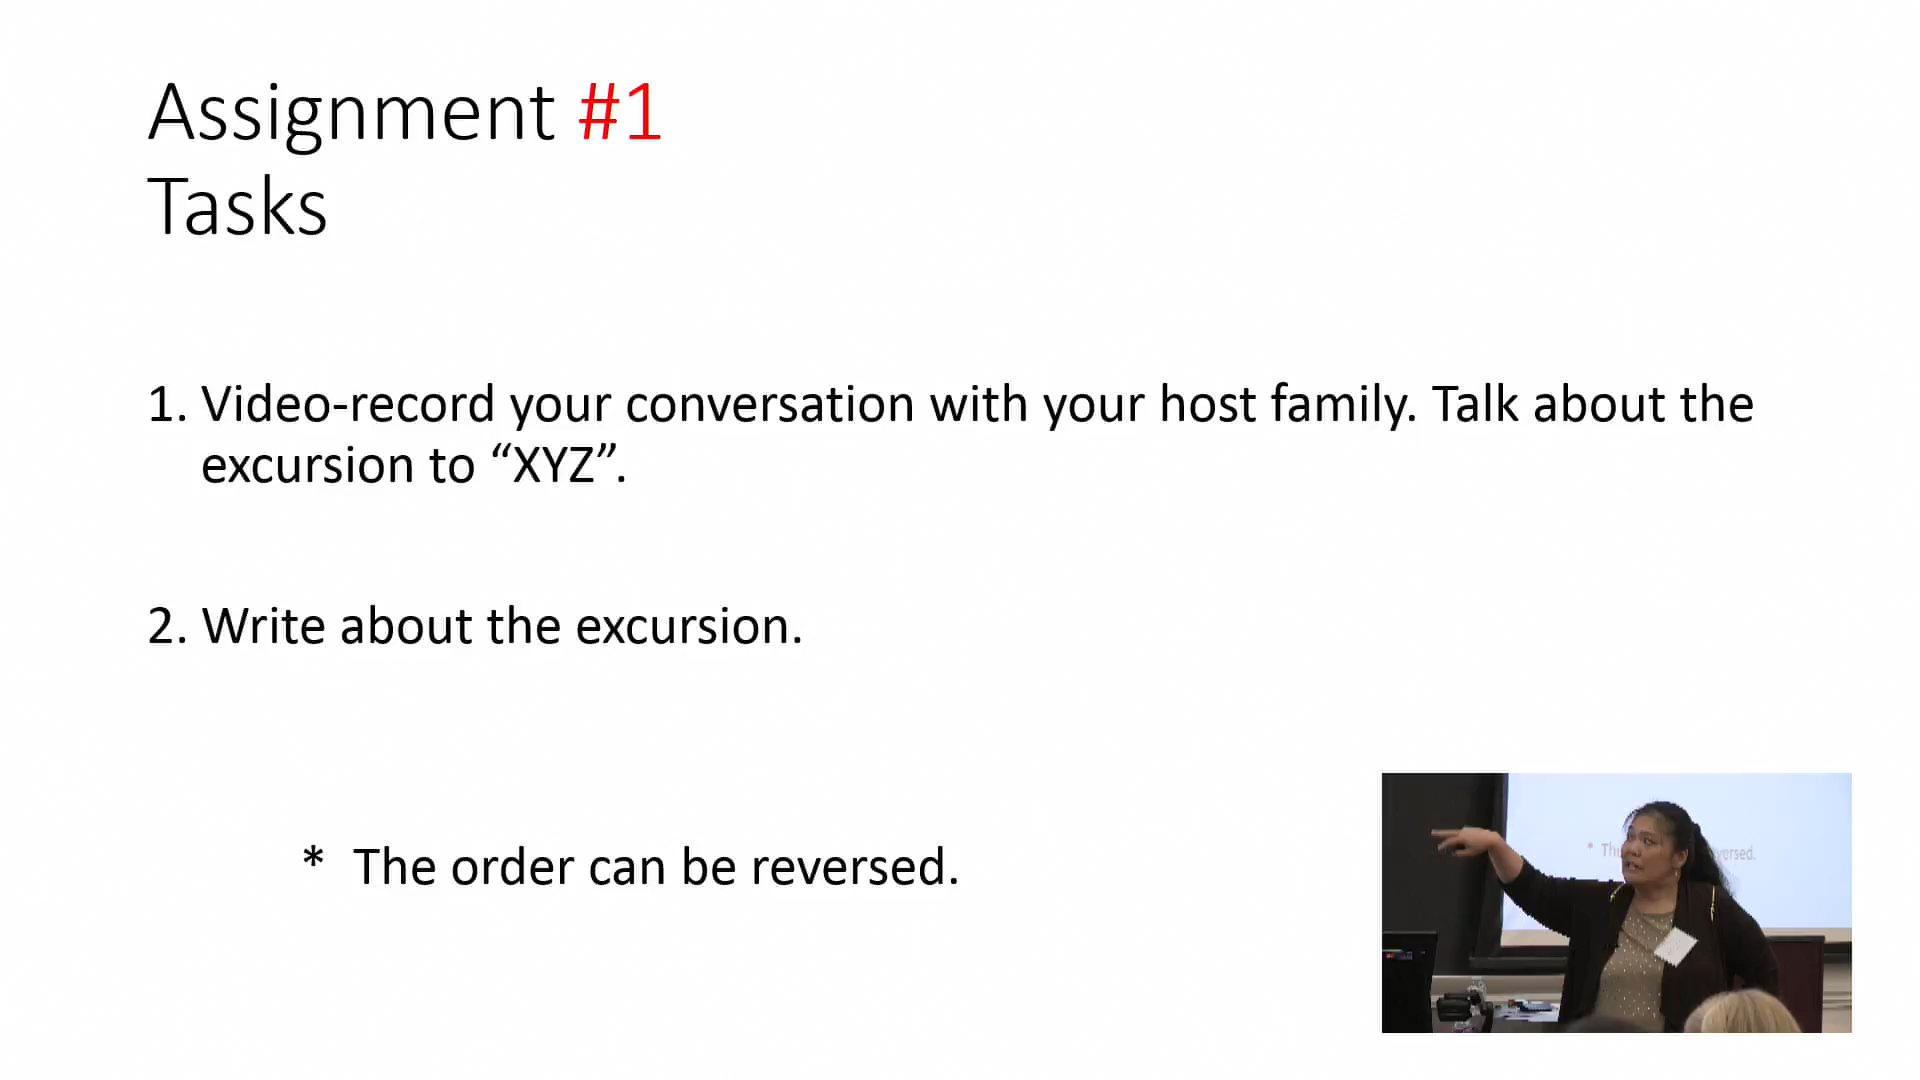 Assignment #1
Tasks
1. Video-record your conversation with your host family. Talk about the
excursion to “XYZ”.
2. Write about the excursion.
* The order can be reversed.